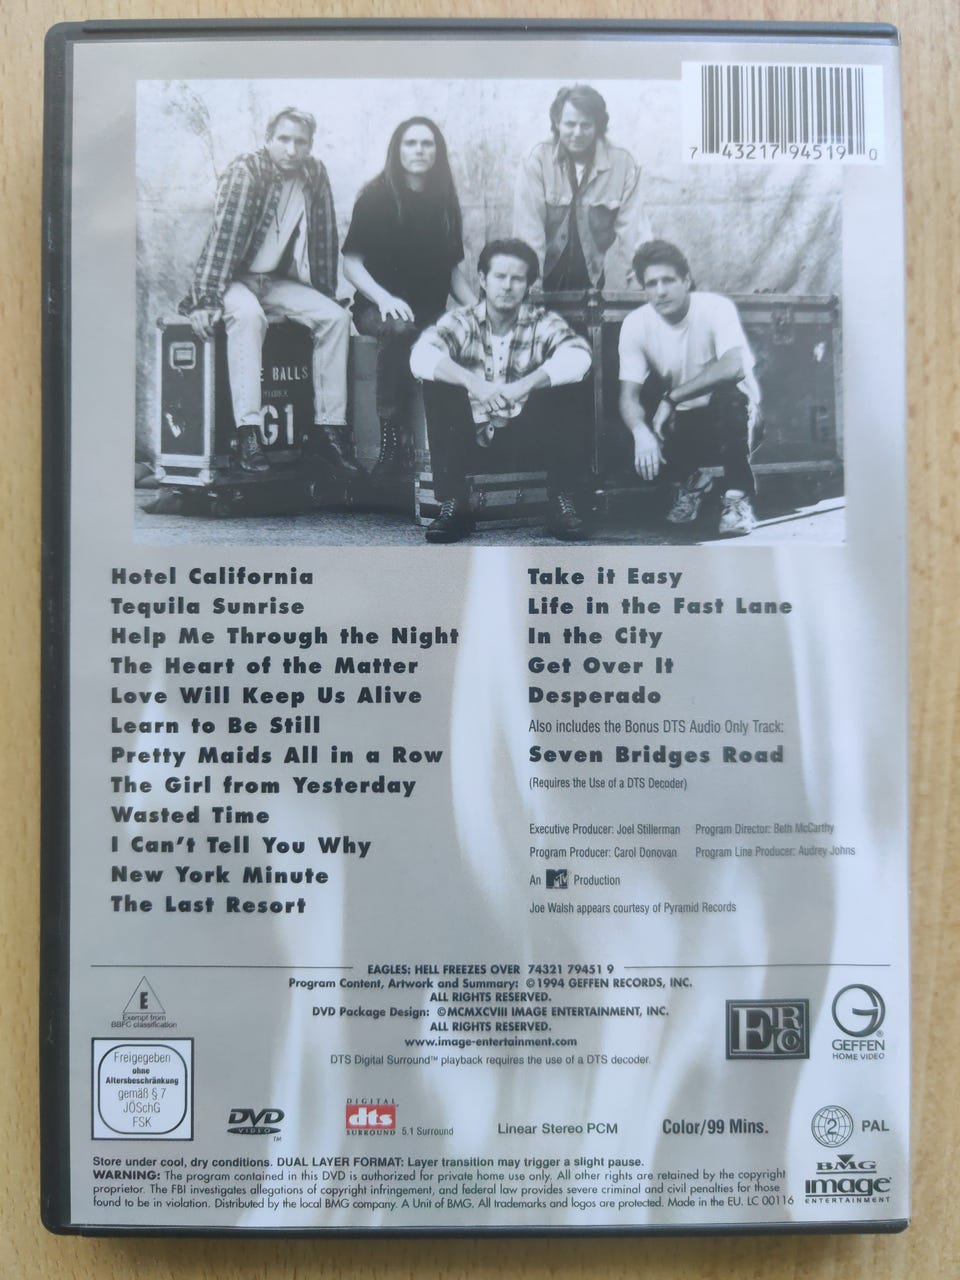 7 43217 94519 0
E BALLS
G1.
Hotel California
Tequila Sunrise
Help Me Through the Night
The Heart of the Matter
Love Will Keep Us Alive
Learn to Be Still
Pretty Maids All in a Row
The Girl from Yesterday
Wasted Time
I Can't Tell You Why
New York Minute
The Last Resort
Take it Easy
Life in the Fast Lane
In the City
Get Over It
Desperado
Also includes the Bonus DTS Audio Only Track:
Seven Bridges Road
(Requires the Use of a DTS Decoder)
Executive Producer: Joel Stillerman Program Director: Beth McCarthy
Program Producer: Carol Donovan Program Line Producer: Audrey Johns
An MTV Production
Joe Walsh appears courtesy of Pyramid Records
EAGLES: HELL FREEZES OVER 74321 79451 9
Program Content, Artwork and Summary: ©1994 GEFFEN RECORDS, INC.
ALL RIGHTS RESERVED.
DVD Package Design: ©MCMXCVIII IMAGE ENTERTAINMENT, INC.
ALL RIGHTS RESERVED.
www.image-entertainment.com
DTS Digital Surround™ playback requires the use of a DTS decoder.
E
Exempt from
BBFC classification
ERC
GEFFEN
HOME VIDEO
Freigegeben
ohne
Altersbeschränkung
gemäß § 7
JÖSchG
FSK
DVD
VIDEO
TM
DIGITAL
dts
SURROUND 5.1 Surround
Linear Stereo PCM
Color/99 Mins.
2 PAL
Store under cool, dry conditions. DUAL LAYER FORMAT: Layer transition may trigger a slight pause.
WARNING: The program contained in this DVD is authorized for private home use only. All other rights are retained by the copyright
proprietor. The FBI investigates allegations of copyright infringement, and federal law provides severe criminal and civil penalties for those
found to be in violation. Distributed by the local BMG company. A Unit of BMG. All trademarks and logos are protected. Made in the EU. LC 00116
BMG
image
ENTERTAINMENT